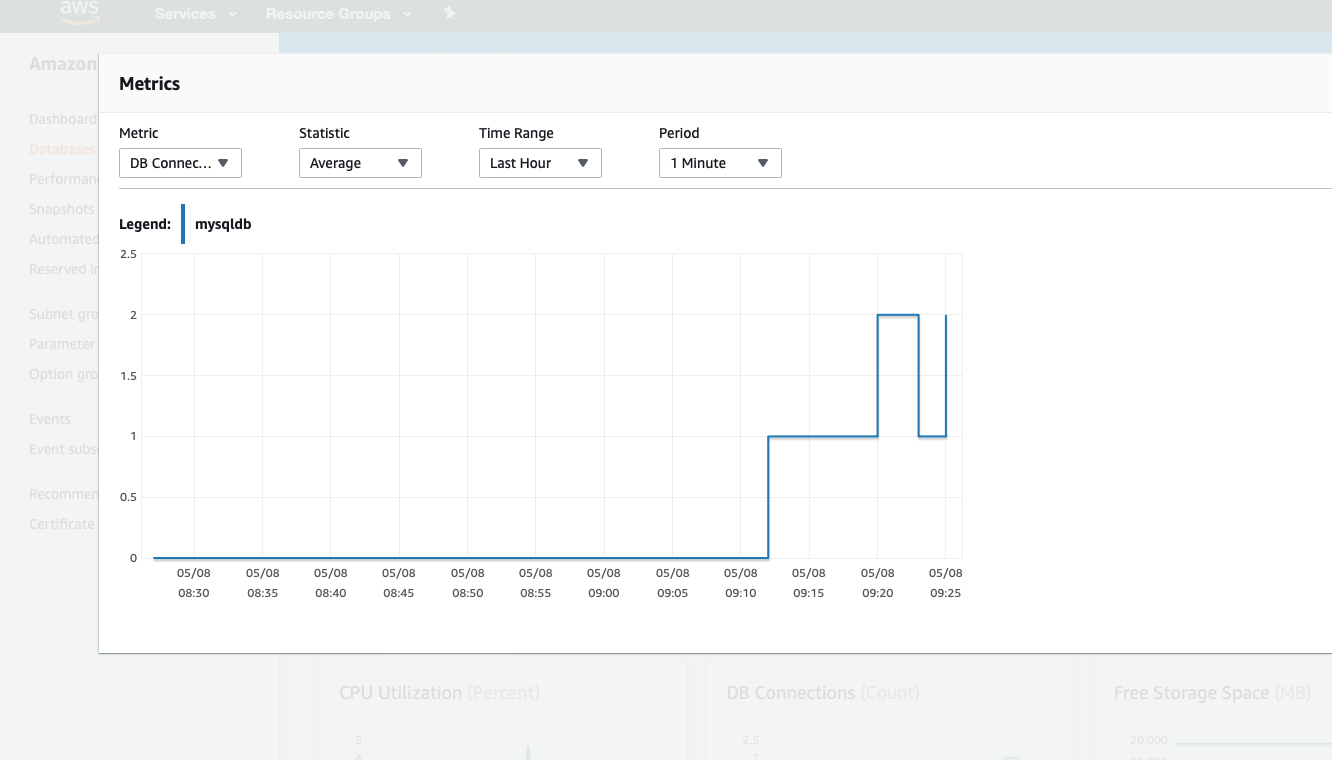 aws
Services
Resource Groups
Amazon
Metrics
Dashboard
Databases
Performan
Snapshots
Automated
Reserved in
Subnet gro
Parameter
Option gro
Events
Event subs
Recommen
Certificate
Metric
Statistic
Time Range
Period
DB Connec...
Average
Last Hour
1 Minute
Legend:
mysqldb
2.5
2
1.5
1
0.5
0
05/08 08:30
05/08 08:35
05/08 08:40
05/08 08:45
05/08 08:50
05/08 08:55
05/08 09:00
05/08 09:05
05/08 09:10
05/08 09:15
05/08 09:20
05/08 09:25
CPU Utilization (Percent)
5
4
DB Connections (Count)
2.5
2
Free Storage Space (MB)
20,000